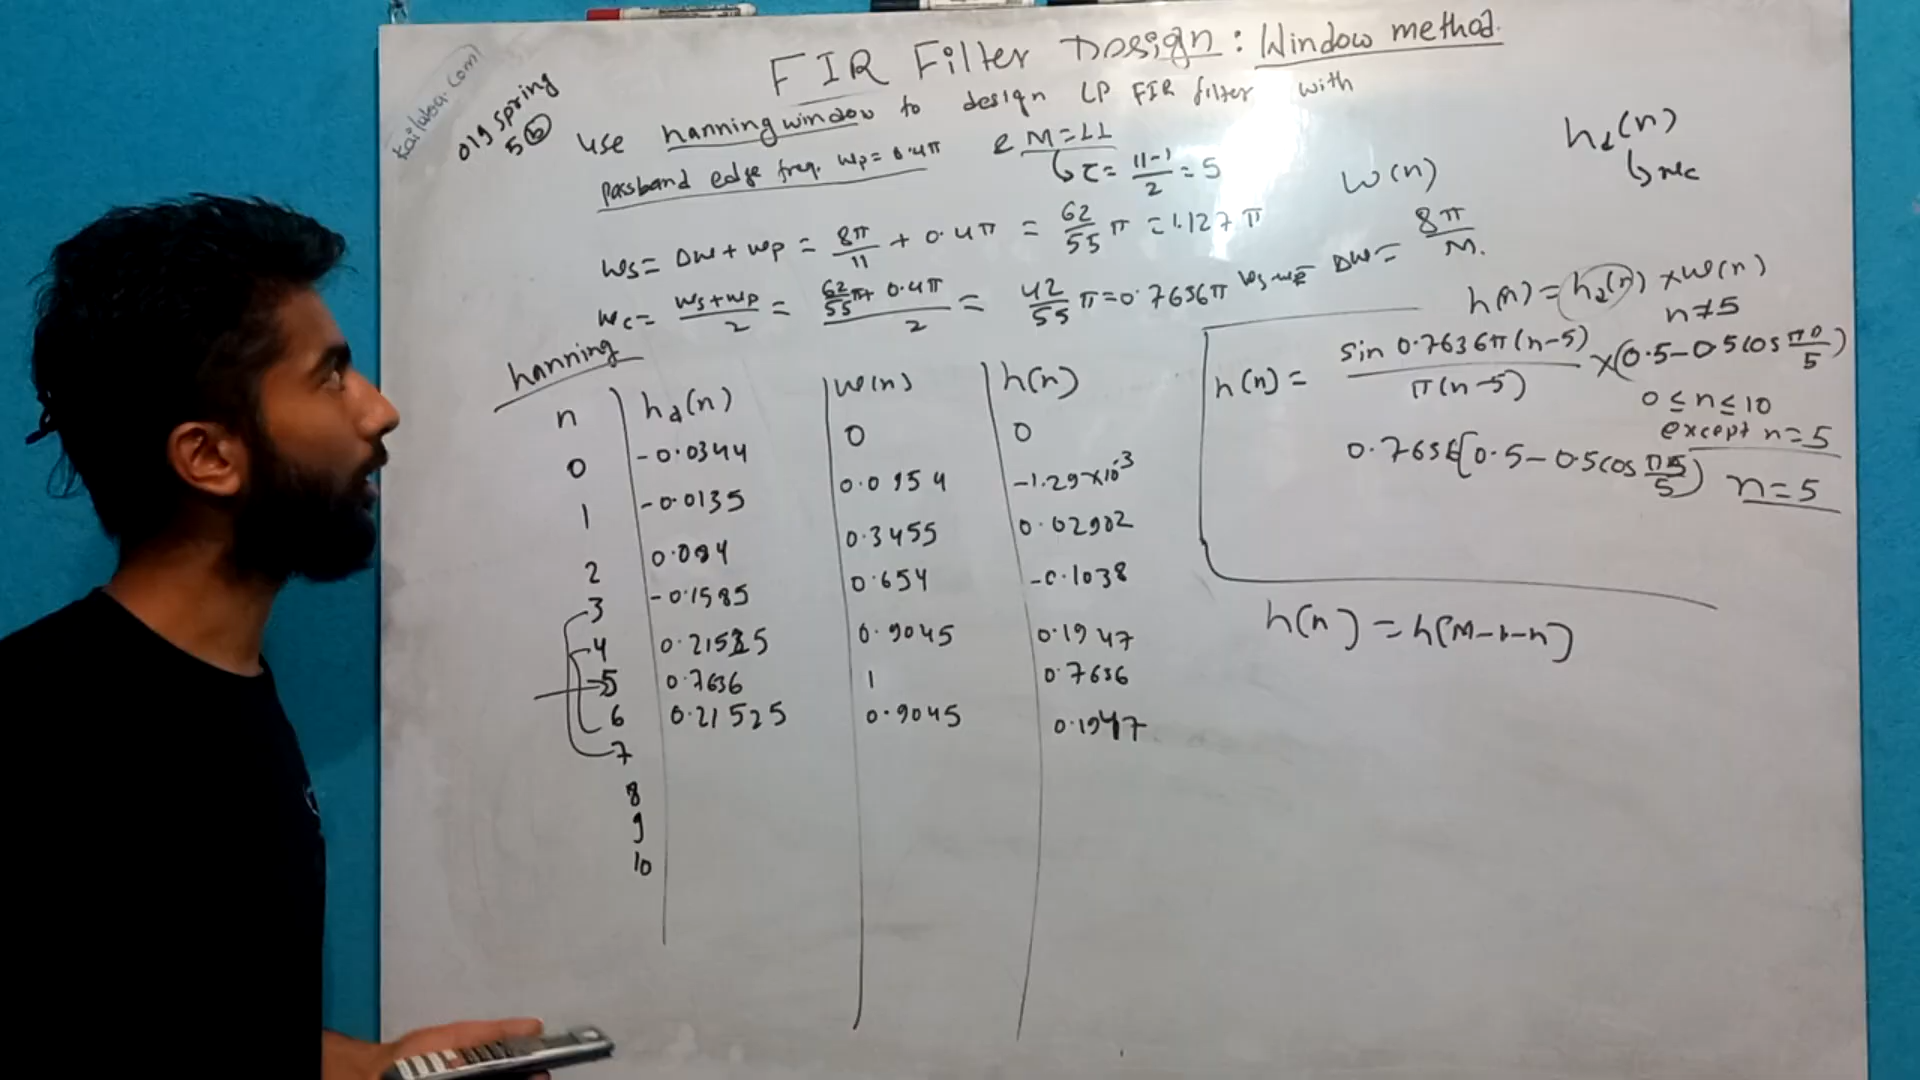 kailaba.com
019 spring
5 (b)
FIR Filter Design: Window method.
use hanning window to design LP FIR filter with
passband edge freq. wp = 0.4π & M=11
↳ τ = (11-1)/2 = 5
ws = Δw + wp = 8π/11 + 0.4π = 62/55 π = 1.127π
wc = (ws+wp)/2 = (62/55 π + 0.4π)/2 = 42/55 π = 0.7636π
w(n)
Δw = 8π/M.
hd(n)
↳ rec
h(n) = hd(n) × w(n)
n≠5
h(n) = sin 0.7636π(n-5) / π(n-5) × (0.5-0.5cos πn/5)
0 ≤ n ≤ 10
except n=5
0.7636[0.5-0.5cos π5/5) n=5
h(n) = h(M-1-n)
hanning
n hd(n) w(n) h(n)
0 -0.0344 0 0
1 -0.0135 0.0954 -1.29×10^-3
2 0.084 0.3455 0.02902
3 -0.1585 0.654 -0.1038
4 0.21525 0.9045 0.1947
5 0.7636 1 0.7636
6 0.21525 0.9045 0.1947
7
8
9
10